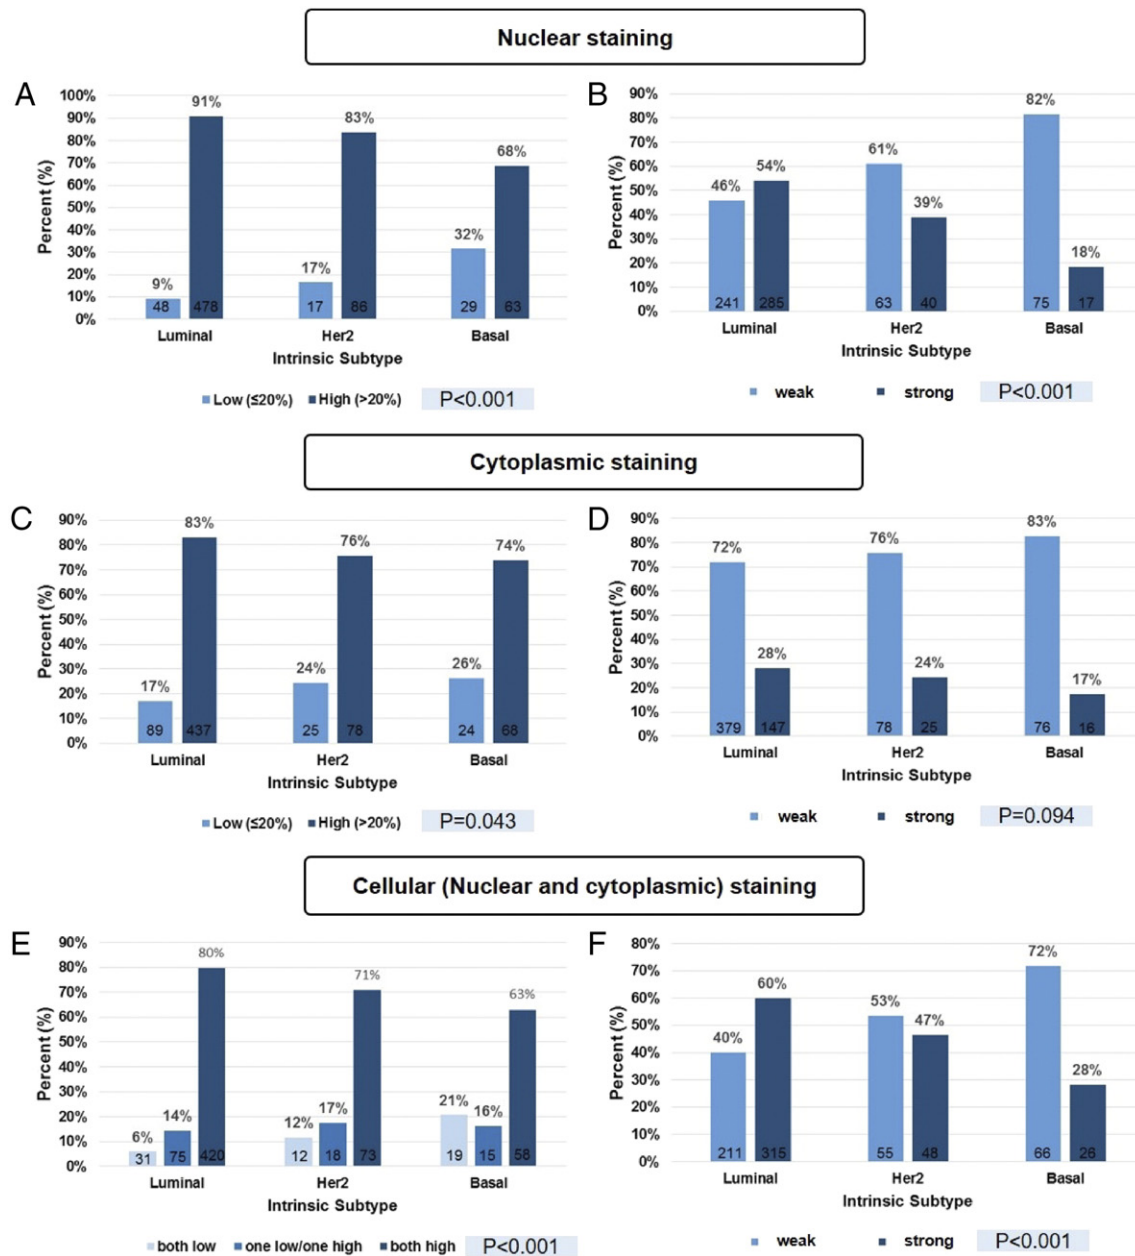 Nuclear staining
A
Percent (%)
100%
90%
80%
70%
60%
50%
40%
30%
20%
10%
0%
9%
91%
17%
83%
32%
68%
48
478
17
86
29
63
Luminal
Her2
Basal
Intrinsic Subtype
Low (≤20%)
High (>20%)
P<0.001
B
Percent (%)
90%
80%
70%
60%
50%
40%
30%
20%
10%
0%
46%
54%
61%
39%
82%
18%
241
285
63
40
75
17
Luminal
Her2
Basal
Intrinsic Subtype
weak
strong
P<0.001
Cytoplasmic staining
C
Percent (%)
90%
80%
70%
60%
50%
40%
30%
20%
10%
0%
17%
83%
24%
76%
26%
74%
89
437
25
78
24
68
Luminal
Her2
Basal
Intrinsic Subtype
Low (≤20%)
High (>20%)
P=0.043
D
Percent (%)
90%
80%
70%
60%
50%
40%
30%
20%
10%
0%
72%
28%
76%
24%
83%
17%
379
147
78
25
76
16
Luminal
Her2
Basal
Intrinsic Subtype
weak
strong
P=0.094
Cellular (Nuclear and cytoplasmic) staining
E
Percent (%)
90%
80%
70%
60%
50%
40%
30%
20%
10%
0%
6%
14%
80%
12%
17%
71%
21%
16%
63%
31
75
420
12
18
73
19
15
58
Luminal
Her2
Basal
Intrinsic Subtype
both low
one low/one high
both high
P<0.001
F
Percent (%)
80%
70%
60%
50%
40%
30%
20%
10%
0%
40%
60%
53%
47%
72%
28%
211
315
55
48
66
26
Luminal
Her2
Basal
Intrinsic Subtype
weak
strong
P<0.001